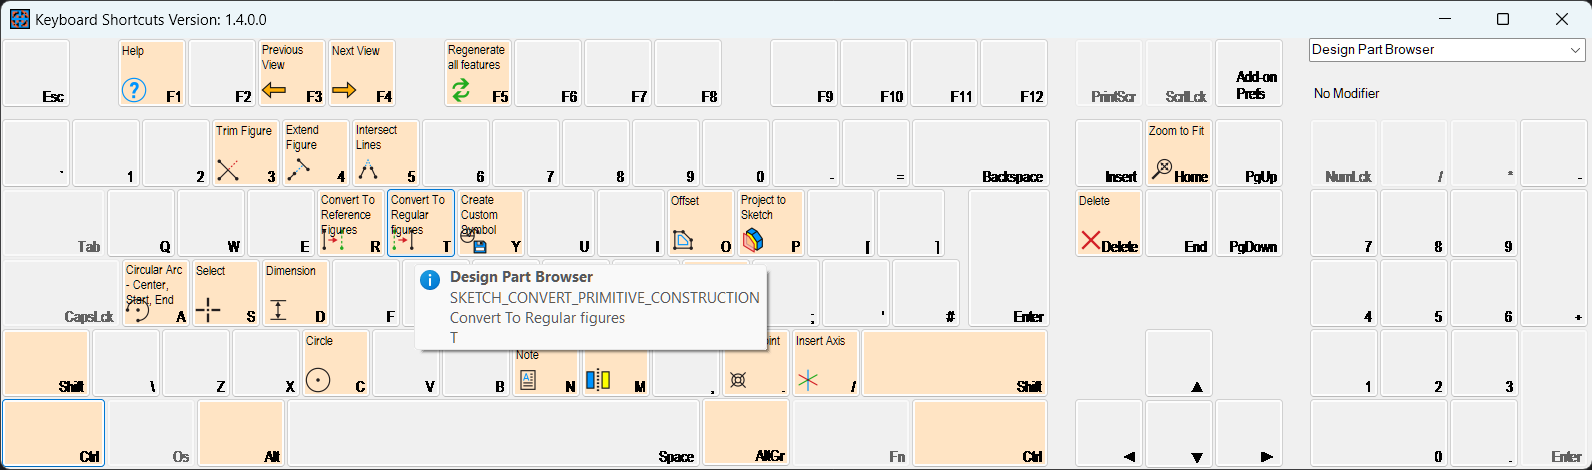 Keyboard Shortcuts Version: 1.4.0.0
Esc
Help
F1
F2
Previous
View
F3
Next View
F4
Regenerate
all features
F5
F6
F7
F8
F9
F10
F11
F12
PrintScr
ScrlLck
Add-on
Prefs
Design Part Browser
No Modifier
`
1
2
Trim Figure
3
Extend
Figure
4
Intersect
Lines
5
6
7
8
9
0
-
=
Backspace
Insert
Zoom to Fit
Home
PgUp
NumLck
/
*
-
Tab
Q
W
E
Convert To
Reference
Figures
R
Convert To
Regular
figures
T
Create
Custom
Symbol
Y
U
I
Offset
O
Project to
Sketch
P
[
]
Enter
Delete
Delete
End
PgDown
7
8
9
+
CapsLck
Circular Arc
- Center,
Start, End
A
Select
S
Dimension
D
F
;
'
#
4
5
6
Design Part Browser
SKETCH_CONVERT_PRIMITIVE_CONSTRUCTION
Convert To Regular figures
T
Shift
\
Z
X
Circle
C
V
B
Note
N
M
,
.
Insert Axis
/
Shift
▲
1
2
3
Enter
Ctrl
Os
Alt
Space
AltGr
Fn
Ctrl
◄
▼
►
0
.